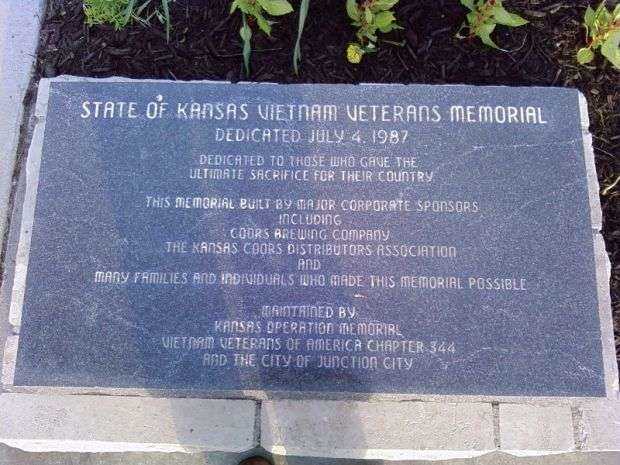 STATE OF KANSAS VIETNAM VETERANS MEMORIAL
DEDICATED JULY 4, 1987
DEDICATED TO THOSE WHO GAVE THE
ULTIMATE SACRIFICE FOR THEIR COUNTRY
THIS MEMORIAL BUILT BY MAJOR CORPORATE SPONSORS
INCLUDING
COORS BREWING COMPANY
THE KANSAS COORS DISTRIBUTORS ASSOCIATION
AND
MANY FAMILIES AND INDIVIDUALS WHO MADE THIS MEMORIAL POSSIBLE
MAINTAINED BY
KANSAS OPERATION MEMORIAL
VIETNAM VETERANS OF AMERICA CHAPTER 344
AND THE CITY OF JUNCTION CITY